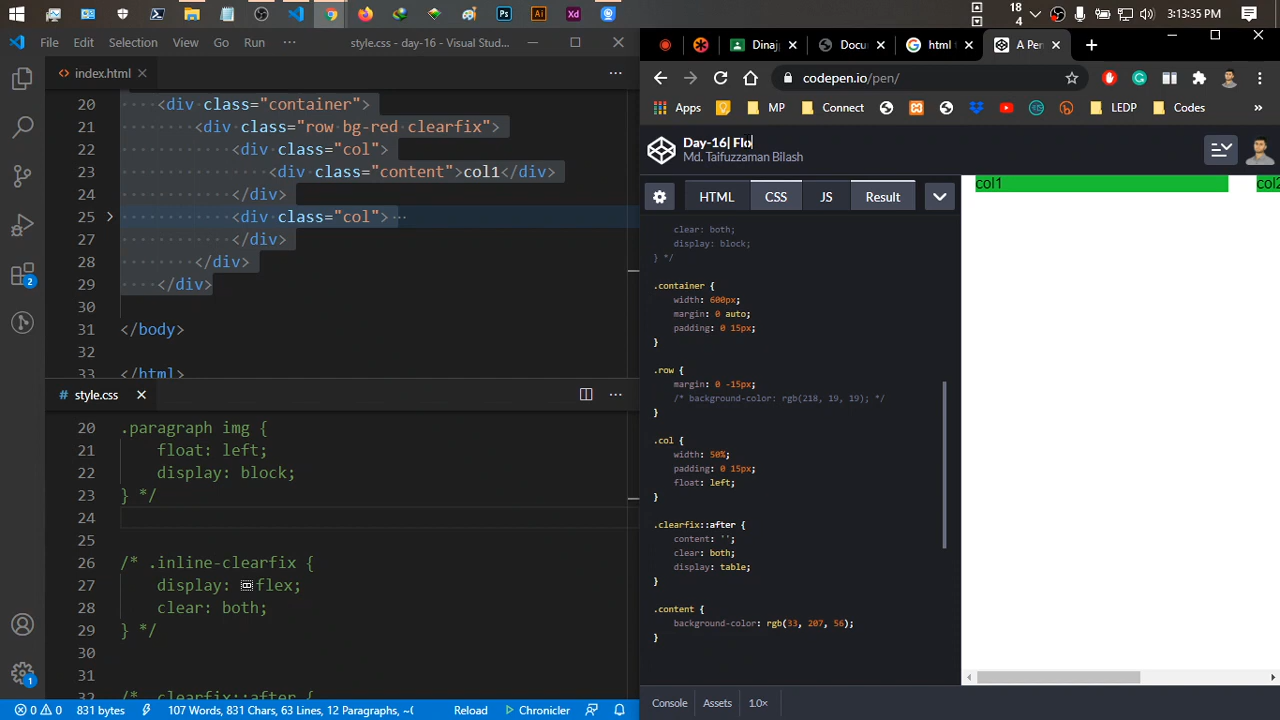 18
4
3:13:35 PM
File Edit Selection View Go Run ··· style.css - day-16 - Visual Stud...
index.html
20 <div class="container">
21 <div class="row bg-red clearfix">
22 <div class="col">
23 <div class="content">col1</div>
24 </div>
25 <div class="col"> ···
27 </div>
28 </div>
29 </div>
30
31 </body>
32
33 </html>
style.css
20 .paragraph img {
21 float: left;
22 display: block;
23 } */
24
25
26 /* .inline-clearfix {
27 display: flex;
28 clear: both;
29 } */
30
31
32 /* .clearfix::after {
2
1
0 0 831 bytes 107 Words, 831 Chars, 63 Lines, 12 Paragraphs, ~( Reload Chronicler
Dinaj Docu html t A Pen
codepen.io/pen/
Apps MP Connect LEDP Codes »
Day-16| Flo
Md. Taifuzzaman Bilash
HTML CSS JS Result
clear: both;
display: block;
} */
.container {
width: 600px;
margin: 0 auto;
padding: 0 15px;
}
.row {
margin: 0 -15px;
/* background-color: rgb(218, 19, 19); */
}
.col {
width: 50%;
padding: 0 15px;
float: left;
}
.clearfix::after {
content: '';
clear: both;
display: table;
}
.content {
background-color: rgb(33, 207, 56);
}
col1 col2
Console Assets 1.0×